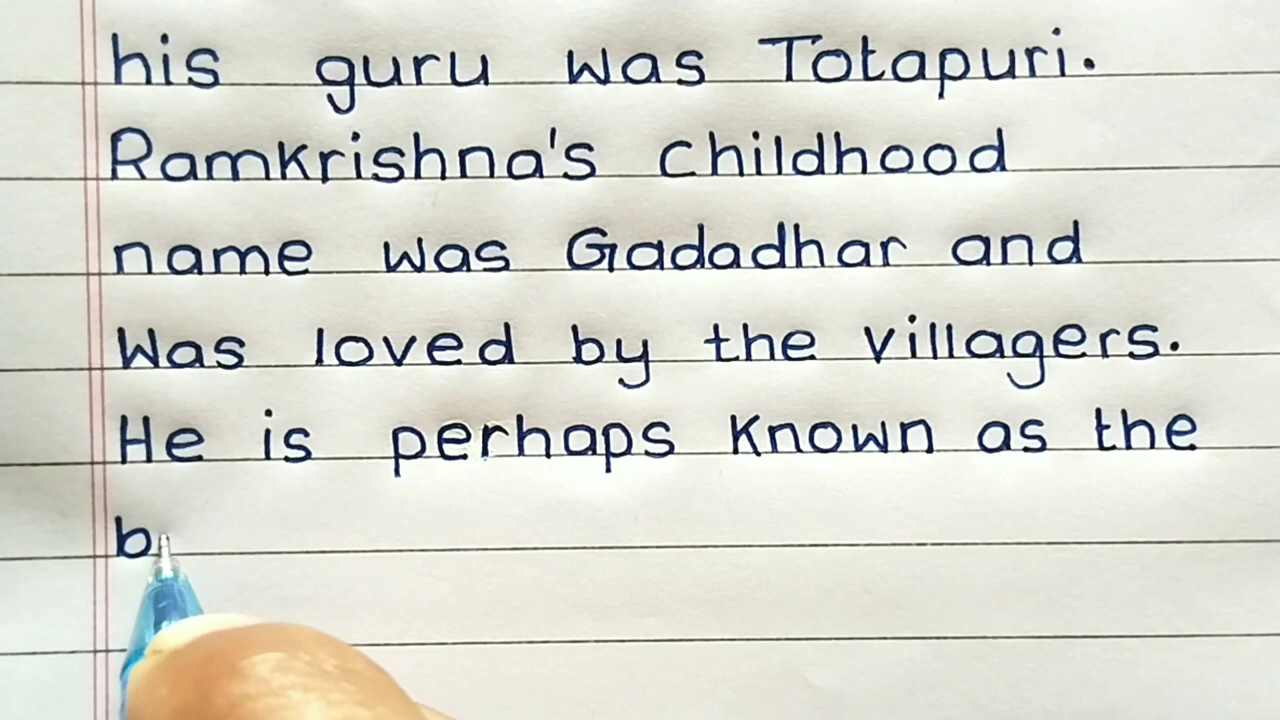 his guru was Totapuri.
Ramkrishna's childhood
name was Gadadhar and
was loved by the villagers.
He is perhaps known as the
b